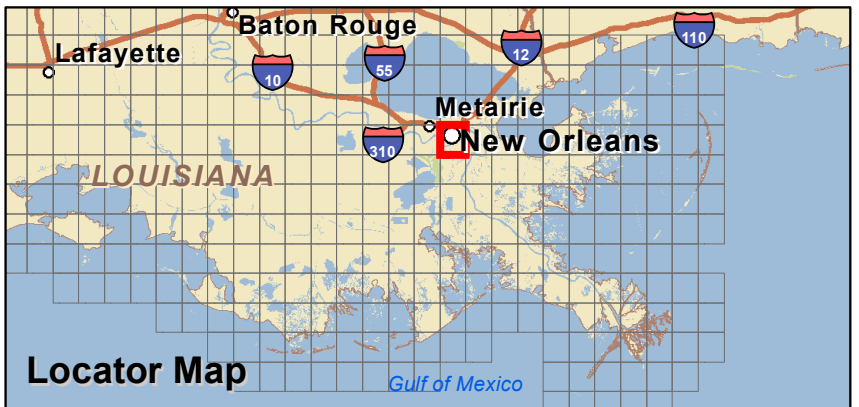 Baton Rouge
Lafayette
110
12
55
10
Metairie
New Orleans
310
LOUISIANA
Locator Map
Gulf of Mexico